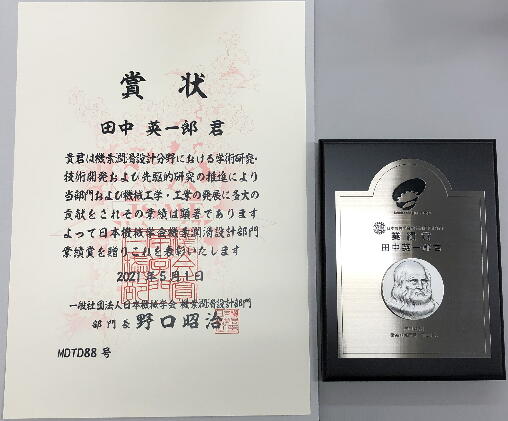 賞状
田中 英一郎 君
貴君は機素潤滑設計分野における学術研究・
技術開発および先駆的研究の推進により
当部門および機械工学・工業の発展に多大の
貢献をされその業績は顕著であります
よって日本機械学会機素潤滑設計部門
業績賞を贈りこれを表彰いたします
2021年5月1日
一般社団法人日本機械学会 機素潤滑設計部門
部門長 野口昭治
MDTD88 号
業績賞
田中英一郎君